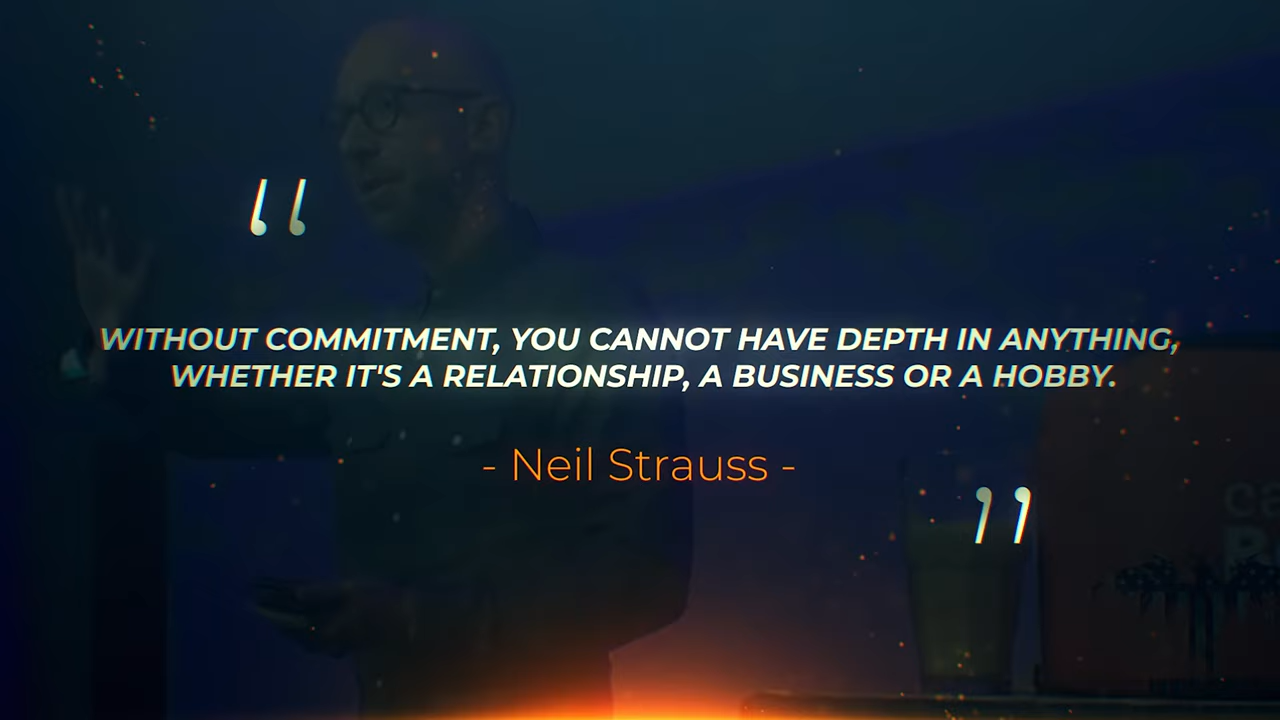 “
WITHOUT COMMITMENT, YOU CANNOT HAVE DEPTH IN ANYTHING,
WHETHER IT'S A RELATIONSHIP, A BUSINESS OR A HOBBY.
- Neil Strauss -
”